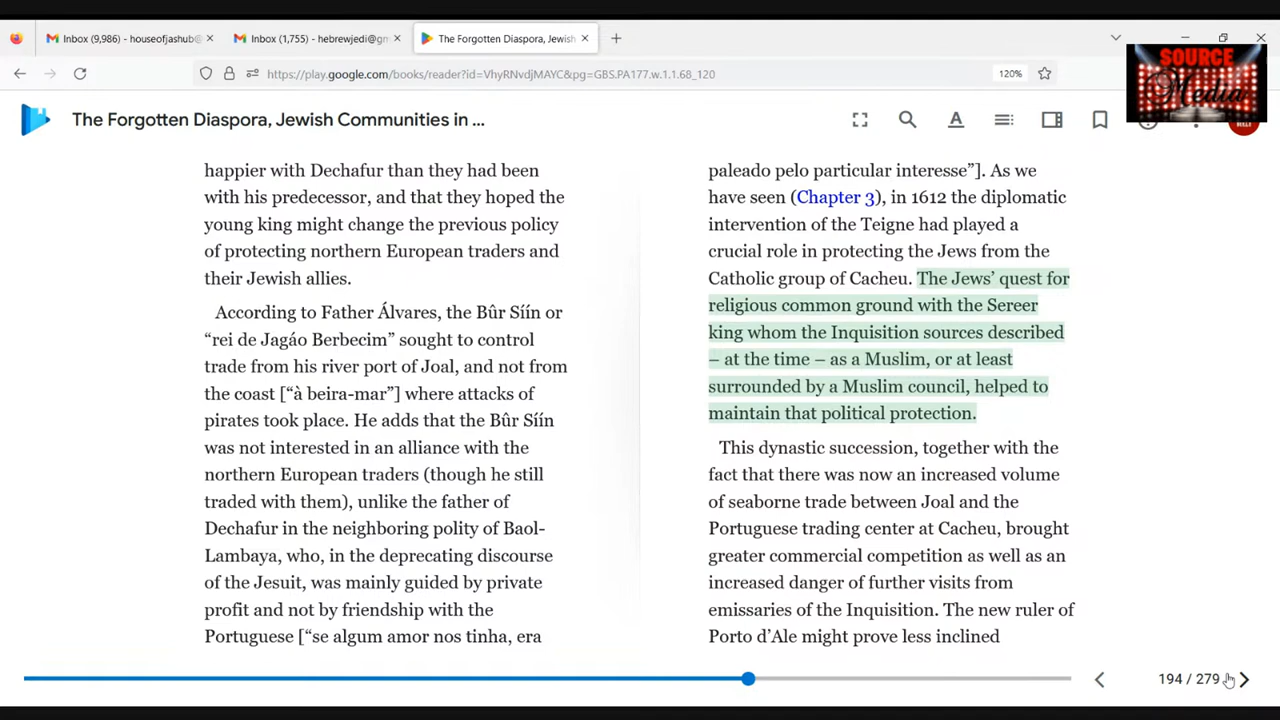 Inbox (9,986) - houseofjashub@
Inbox (1,755) - hebrewjedi@gm
The Forgotten Diaspora, Jewish
https://play.google.com/books/reader?id=VhyRNvdjMAYC&pg=GBS.PA177.w.1.1.68_120
120%
SOURCE
Media
The Forgotten Diaspora, Jewish Communities in ...
happier with Dechafur than they had been
with his predecessor, and that they hoped the
young king might change the previous policy
of protecting northern European traders and
their Jewish allies.
According to Father Álvares, the Bûr Síín or
“rei de Jagáo Berbecim” sought to control
trade from his river port of Joal, and not from
the coast [“à beira-mar”] where attacks of
pirates took place. He adds that the Bûr Síín
was not interested in an alliance with the
northern European traders (though he still
traded with them), unlike the father of
Dechafur in the neighboring polity of Baol-
Lambaya, who, in the deprecating discourse
of the Jesuit, was mainly guided by private
profit and not by friendship with the
Portuguese [“se algum amor nos tinha, era
paleado pelo particular interesse”]. As we
have seen (Chapter 3), in 1612 the diplomatic
intervention of the Teigne had played a
crucial role in protecting the Jews from the
Catholic group of Cacheu. The Jews’ quest for
religious common ground with the Sereer
king whom the Inquisition sources described
– at the time – as a Muslim, or at least
surrounded by a Muslim council, helped to
maintain that political protection.
This dynastic succession, together with the
fact that there was now an increased volume
of seaborne trade between Joal and the
Portuguese trading center at Cacheu, brought
greater commercial competition as well as an
increased danger of further visits from
emissaries of the Inquisition. The new ruler of
Porto d’Ale might prove less inclined
194 / 279